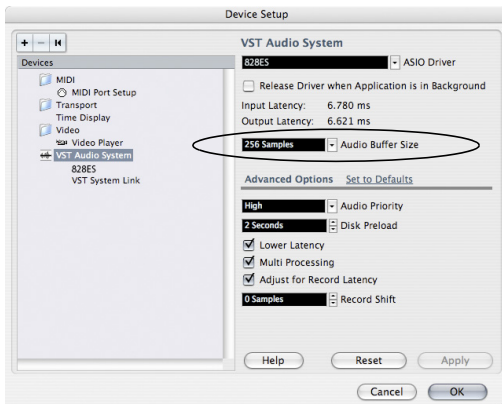 Device Setup
Devices
MIDI
MIDI Port Setup
Transport
Time Display
Video
Video Player
VST Audio System
828ES
VST System Link
VST Audio System
828ES ASIO Driver
Release Driver when Application is in Background
Input Latency: 6.780 ms
Output Latency: 6.621 ms
256 Samples Audio Buffer Size
Advanced Options Set to Defaults
High Audio Priority
2 Seconds Disk Preload
Lower Latency
Multi Processing
Adjust for Record Latency
0 Samples Record Shift
Help Reset Apply
Cancel OK